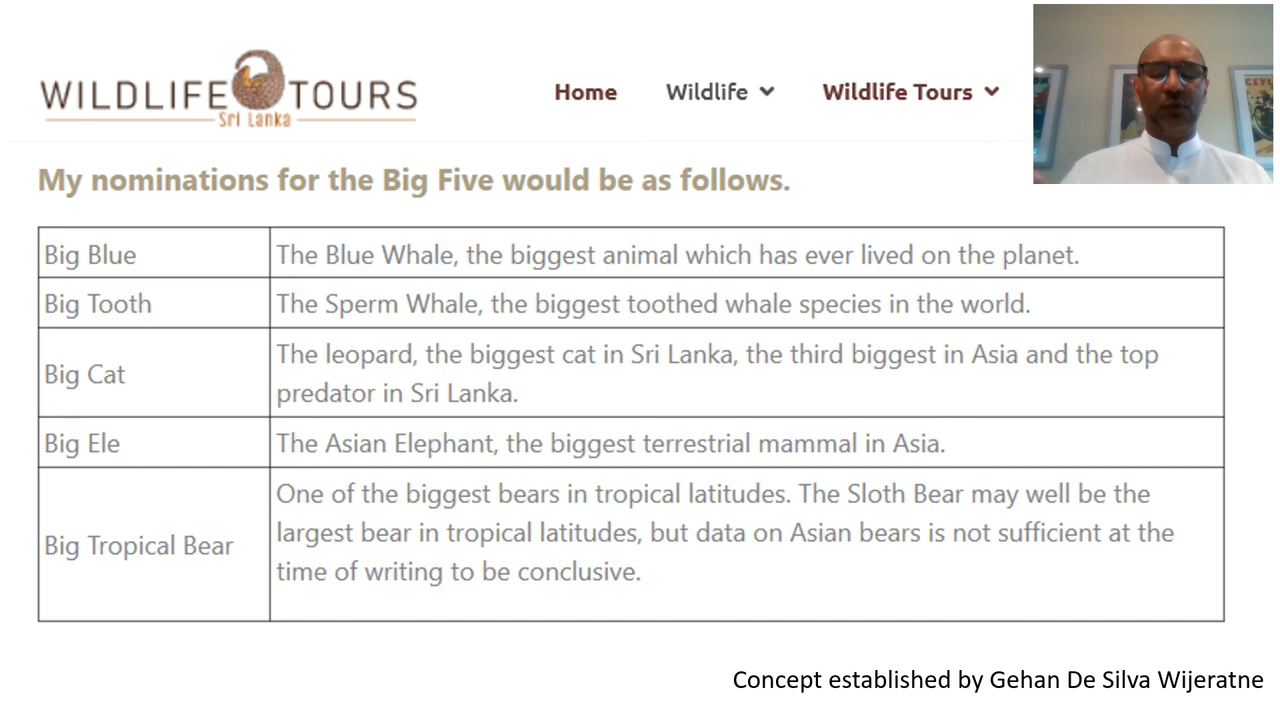 WILDLIFE TOURS
Sri Lanka
Home Wildlife Wildlife Tours
My nominations for the Big Five would be as follows.
Big Blue The Blue Whale, the biggest animal which has ever lived on the planet.
Big Tooth The Sperm Whale, the biggest toothed whale species in the world.
Big Cat The leopard, the biggest cat in Sri Lanka, the third biggest in Asia and the top
predator in Sri Lanka.
Big Ele The Asian Elephant, the biggest terrestrial mammal in Asia.
Big Tropical Bear One of the biggest bears in tropical latitudes. The Sloth Bear may well be the
largest bear in tropical latitudes, but data on Asian bears is not sufficient at the
time of writing to be conclusive.
Concept established by Gehan De Silva Wijeratne